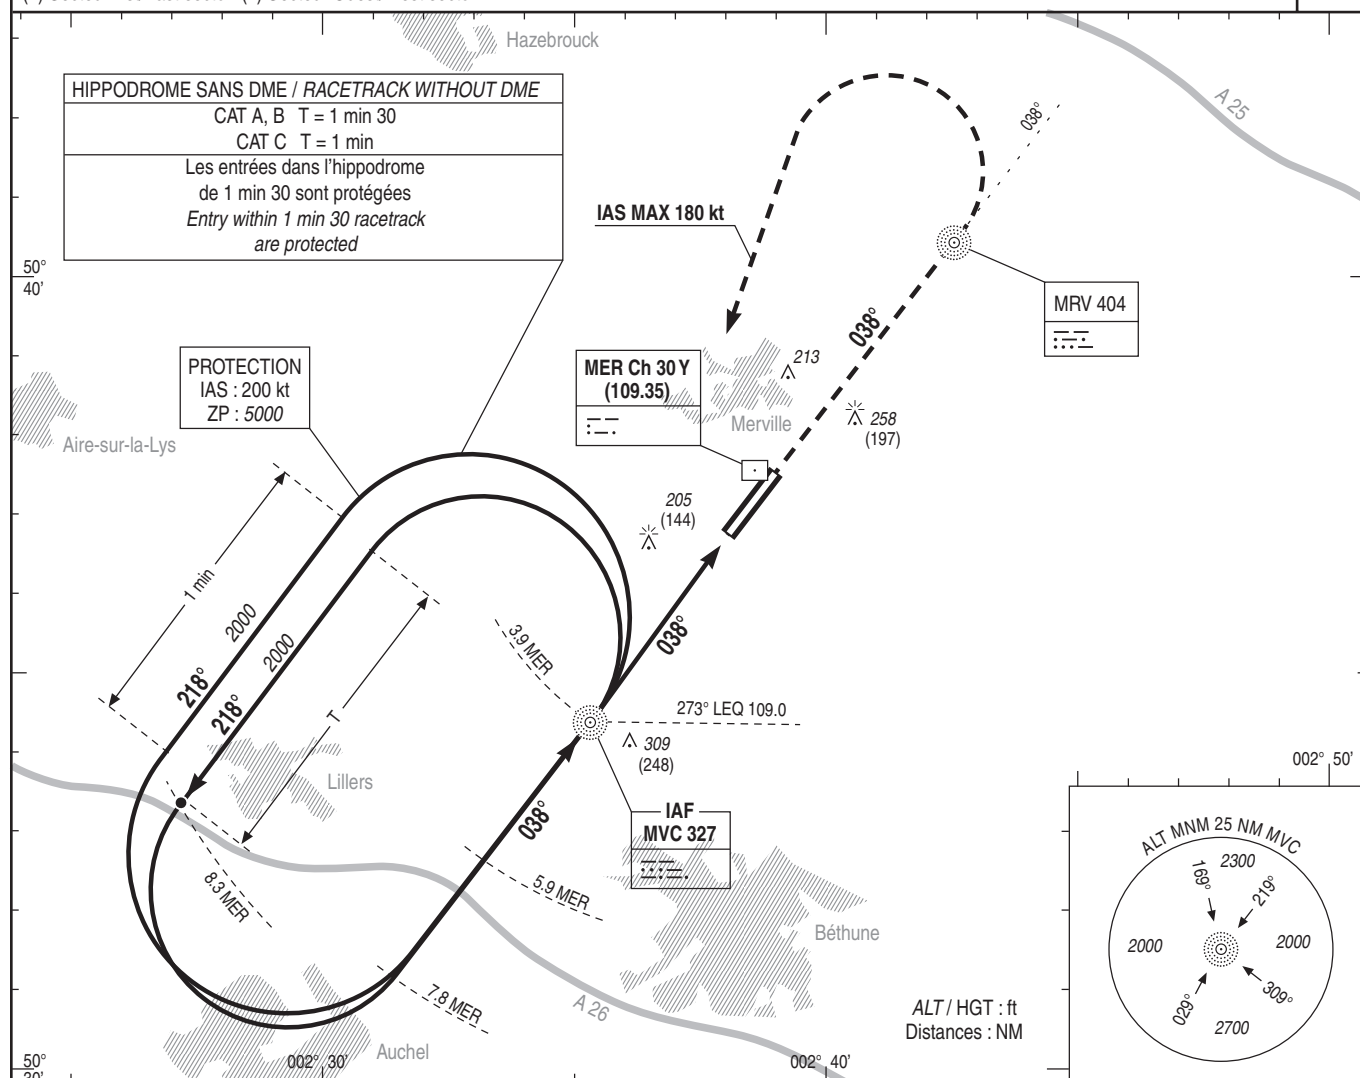 Hazebrouck
A 25
HIPPODROME SANS DME / RACETRACK WITHOUT DME
CAT A, B T = 1 min 30
CAT C T = 1 min
Les entrées dans l'hippodrome
de 1 min 30 sont protégées
Entry within 1 min 30 racetrack
are protected
038°
IAS MAX 180 kt
50°
40'
MRV 404
038°
PROTECTION
IAS : 200 kt
ZP : 5000
MER Ch 30 Y
(109.35)
213
Merville
258
(197)
Aire-sur-la-Lys
205
(144)
1 min
2000
2000
218°
218°
T
3.9 MER
038°
273° LEQ 109.0
309
(248)
Lillers
038°
IAF
MVC 327
8.3 MER
5.9 MER
Béthune
7.8 MER
A 26
Auchel
ALT / HGT : ft
Distances : NM
002° 50'
ALT MNM 25 NM MVC
2300
169°
219°
2000
2000
029°
309°
2700
50°
002° 30'
002° 40'